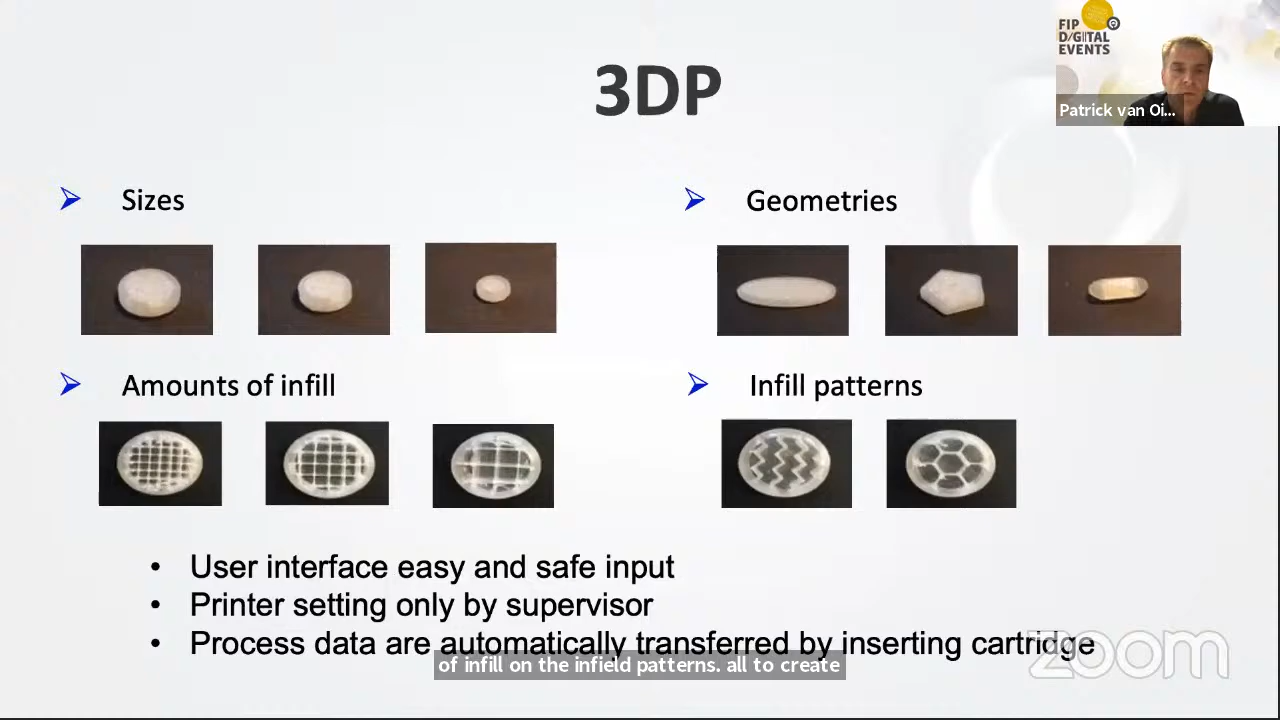 3DP
FIP
D/GITAL
EVENTS
Patrick van Oi...
Sizes
Geometries
Amounts of infill
Infill patterns
• User interface easy and safe input
• Printer setting only by supervisor
• Process data are automatically transferred by inserting cartridge
of infill on the infield patterns. all to create
zoom